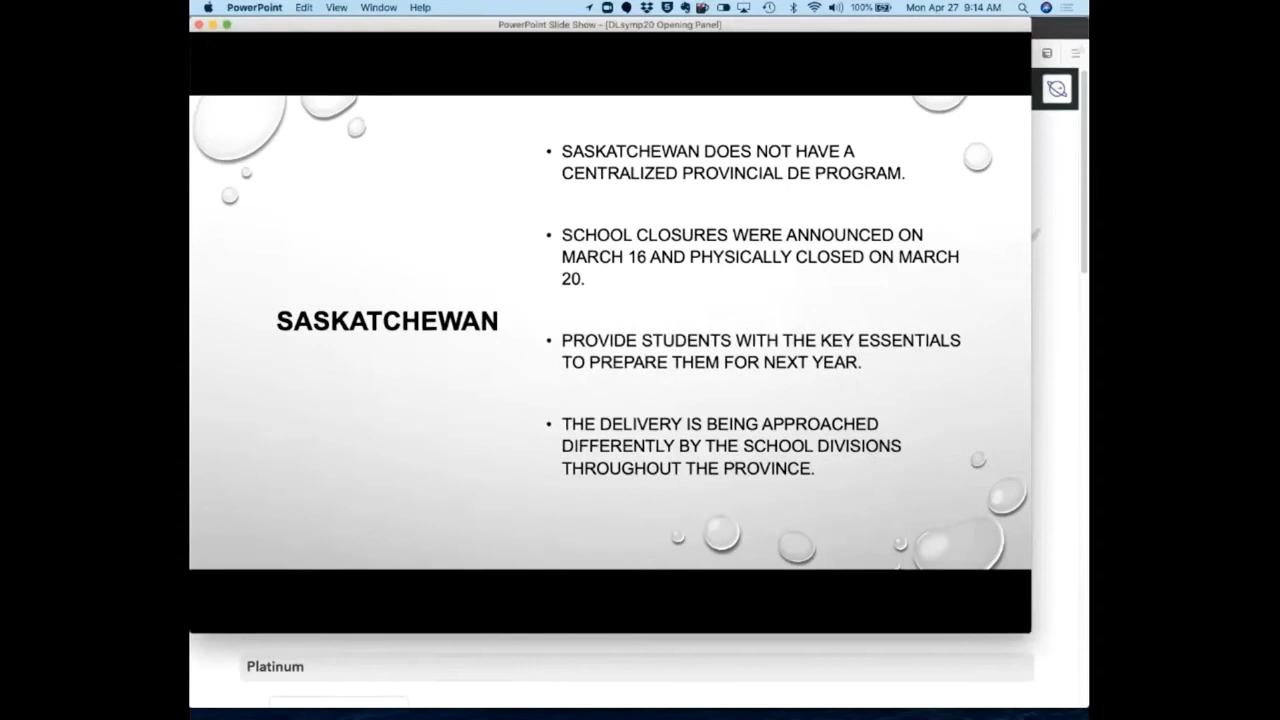 PowerPoint Edit View Window Help 100% Mon Apr 27 9:14 AM
PowerPoint Slide Show - [DLsymp20 Opening Panel]
SASKATCHEWAN
• SASKATCHEWAN DOES NOT HAVE A
CENTRALIZED PROVINCIAL DE PROGRAM.
• SCHOOL CLOSURES WERE ANNOUNCED ON
MARCH 16 AND PHYSICALLY CLOSED ON MARCH
20.
• PROVIDE STUDENTS WITH THE KEY ESSENTIALS
TO PREPARE THEM FOR NEXT YEAR.
• THE DELIVERY IS BEING APPROACHED
DIFFERENTLY BY THE SCHOOL DIVISIONS
THROUGHOUT THE PROVINCE.
Platinum